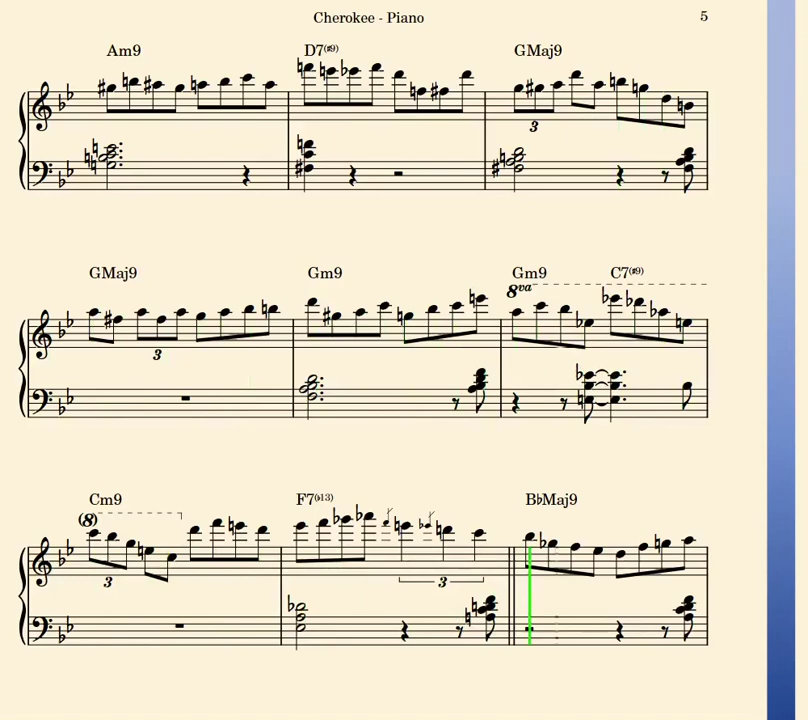 Cherokee - Piano
5
Am9 D7(♯9) GMaj9
3
GMaj9 Gm9 Gm9 C7(♯9)
8va
3
Cm9 F7(♭13) B♭Maj9
(8)
3 3